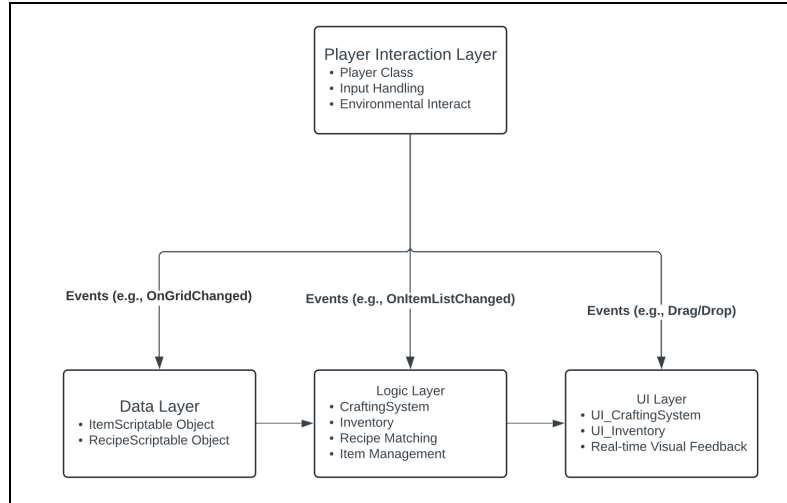 Player Interaction Layer
• Player Class
• Input Handling
• Environmental Interact
Events (e.g., OnGridChanged)
Events (e.g., OnItemListChanged)
Events (e.g., Drag/Drop)
Data Layer
• ItemScriptable Object
• RecipeScriptable Object
Logic Layer
• CraftingSystem
• Inventory
• Recipe Matching
• Item Management
UI Layer
• UI_CraftingSystem
• UI_Inventory
• Real-time Visual Feedback